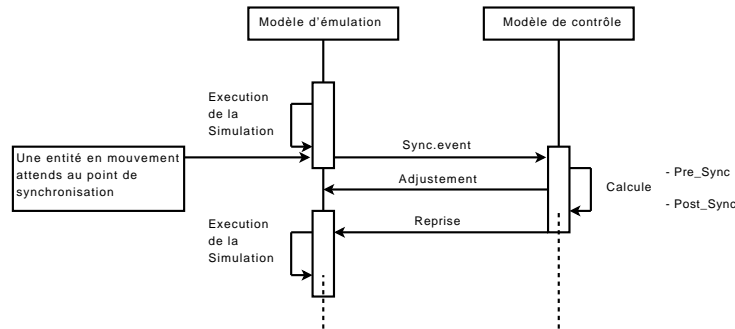 Modèle d'émulation
Modèle de contrôle
Execution
de la
Simulation
Une entité en mouvement
attends au point de
synchronisation
Sync.event
Adjustement
Calcule
- Pre_Sync
- Post_Sync
Reprise
Execution
de la
Simulation